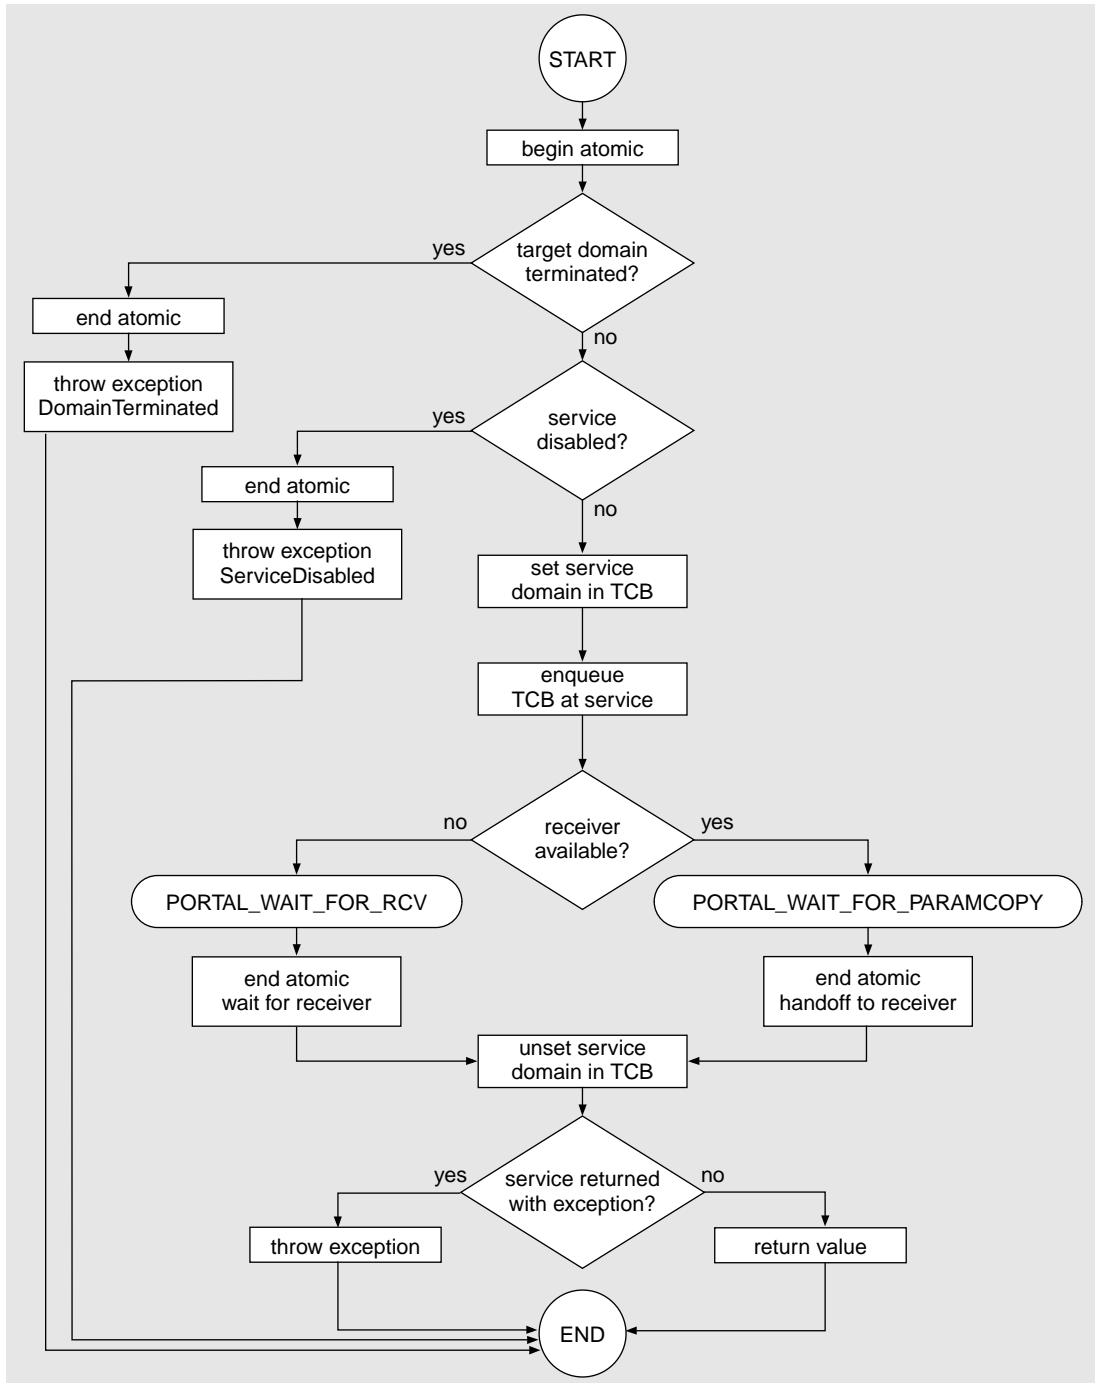 START
begin atomic
yes
target domain
terminated?
end atomic
no
throw exception
DomainTerminated
yes
service
disabled?
end atomic
no
throw exception
ServiceDisabled
set service
domain in TCB
enqueue
TCB at service
no
receiver
available?
yes
PORTAL_WAIT_FOR_RCV
PORTAL_WAIT_FOR_PARAMCOPY
end atomic
wait for receiver
end atomic
handoff to receiver
unset service
domain in TCB
yes
service returned
with exception?
no
throw exception
return value
END